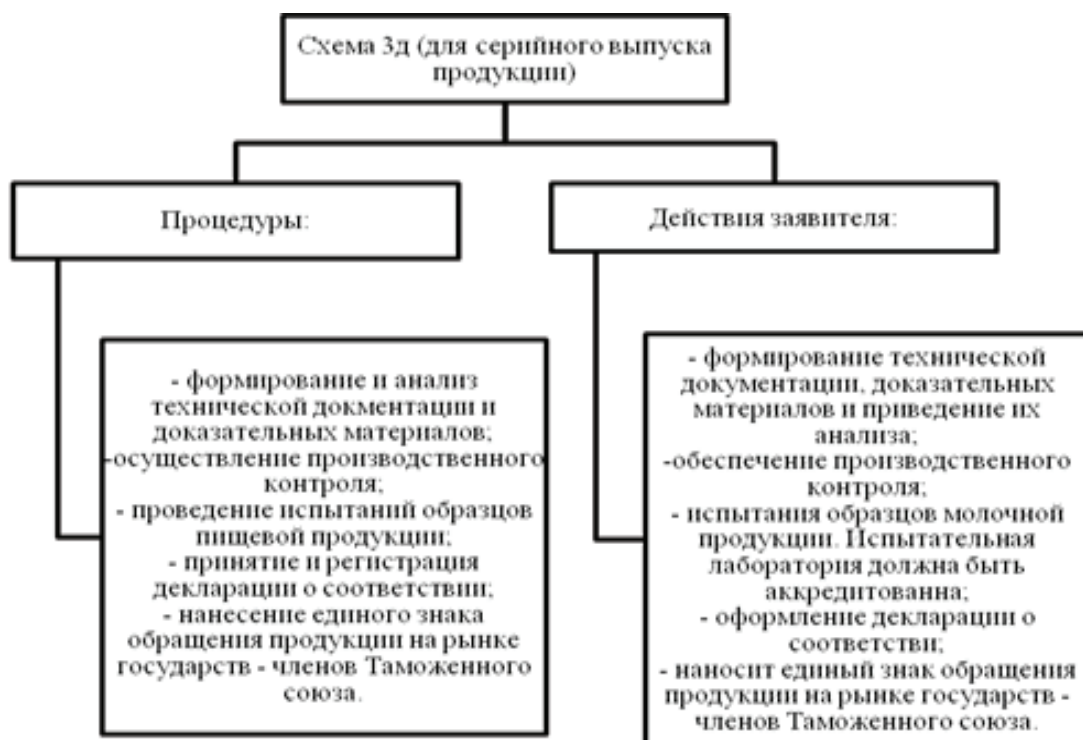 Схема 3д (для серийного выпуска
продукции)
Процедуры:
Действия заявителя:
- формирование и анализ
технической докментации и
доказательных материалов;
-осуществление производственного
контроля;
- проведение испытаний образцов
пищевой продукции;
- принятие и регистрация
декларации о соответствии;
- нанесение единого знака
обращения продукции на рынке
государств - членов Таможенного
союза.
- формирование технической
документации, доказательных
материалов и приведение их
анализа;
-обеспечение производственного
контроля;
- испытания образцов молочной
продукции. Испытательная
лаборатория должна быть
аккредитованна;
- оформление декларации о
соответстви;
- наносит единый знак обращения
продукции на рынке государств -
членов Таможенного союза.